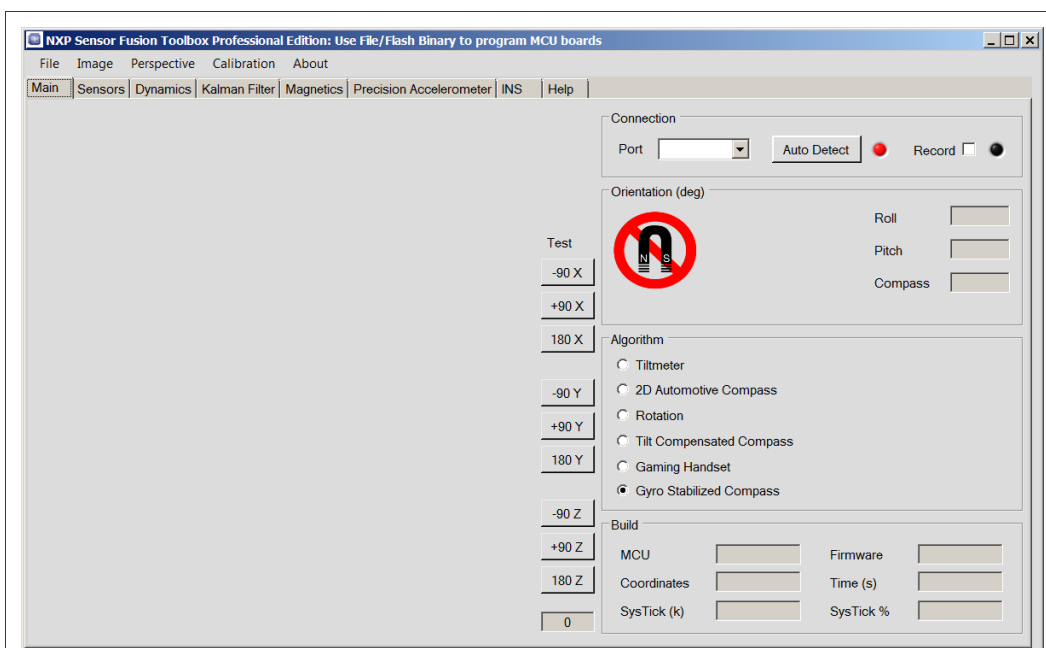 NXP Sensor Fusion Toolbox Professional Edition: Use File/Flash Binary to program MCU boards
File Image Perspective Calibration About
Main Sensors Dynamics Kalman Filter Magnetics Precision Accelerometer INS Help
Connection
Port Auto Detect Record
Orientation (deg)
N S
Roll
Pitch
Compass
Test
-90 X
+90 X
180 X
-90 Y
+90 Y
180 Y
-90 Z
+90 Z
180 Z
0
Algorithm
Tiltmeter
2D Automotive Compass
Rotation
Tilt Compensated Compass
Gaming Handset
Gyro Stabilized Compass
Build
MCU Firmware
Coordinates Time (s)
SysTick (k) SysTick %